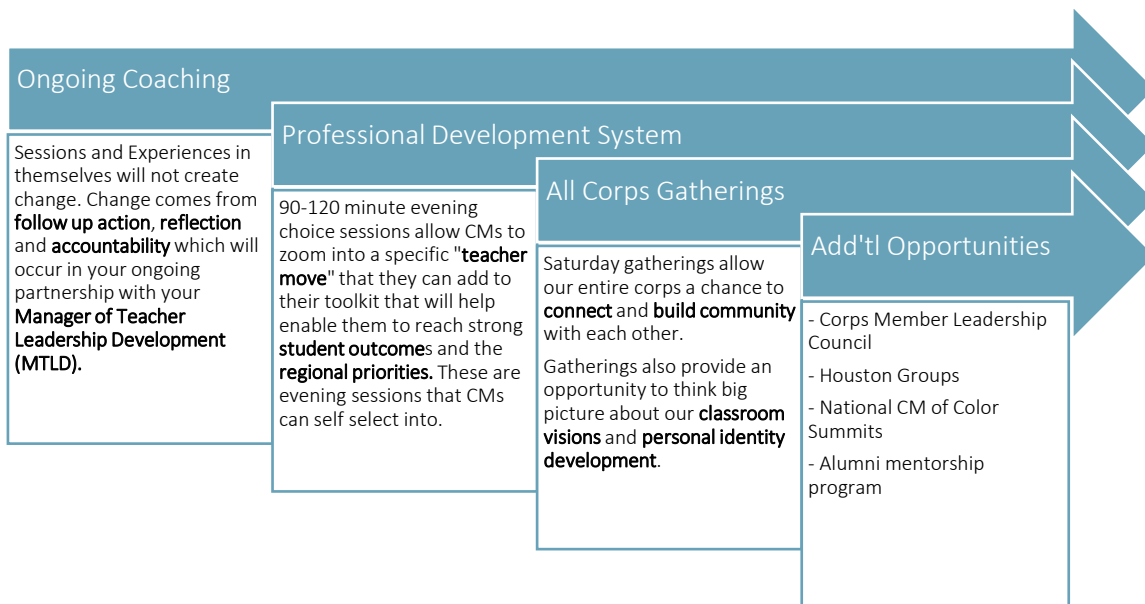 Ongoing Coaching
Sessions and Experiences in
themselves will not create
change. Change comes from
follow up action, reflection
and accountability which will
occur in your ongoing
partnership with your
Manager of Teacher
Leadership Development
(MTLD).
Professional Development System
90-120 minute evening
choice sessions allow CMs to
zoom into a specific "teacher
move" that they can add to
their toolkit that will help
enable them to reach strong
student outcomes and the
regional priorities. These are
evening sessions that CMs
can self select into.
All Corps Gatherings
Saturday gatherings allow
our entire corps a chance to
connect and build community
with each other.
Gatherings also provide an
opportunity to think big
picture about our classroom
visions and personal identity
development.
Add'tl Opportunities
- Corps Member Leadership
Council
- Houston Groups
- National CM of Color
Summits
- Alumni mentorship
program